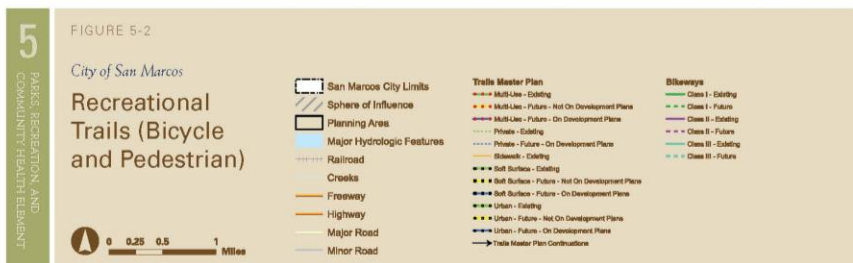 5
PARKS, RECREATION, AND
COMMUNITY HEALTH ELEMENT
FIGURE 5-2
City of San Marcos
Recreational
Trails (Bicycle
and Pedestrian)
0 0.25 0.5 1
Miles
San Marcos City Limits
Sphere of Influence
Planning Area
Major Hydrologic Features
Railroad
Creeks
Freeway
Highway
Major Road
Minor Road
Trails Master Plan
Multi-Use - Existing
Multi-Use - Future - Not On Development Plans
Multi-Use - Future - On Development Plans
Private - Existing
Private - Future - On Development Plans
Sidewalk - Existing
Soft Surface - Existing
Soft Surface - Future - Not On Development Plans
Soft Surface - Future - On Development Plans
Urban - Existing
Urban - Future - Not On Development Plans
Urban - Future - On Development Plans
Trails Master Plan Continuations
Bikeways
Class I - Existing
Class I - Future
Class II - Existing
Class II - Future
Class III - Existing
Class III - Future